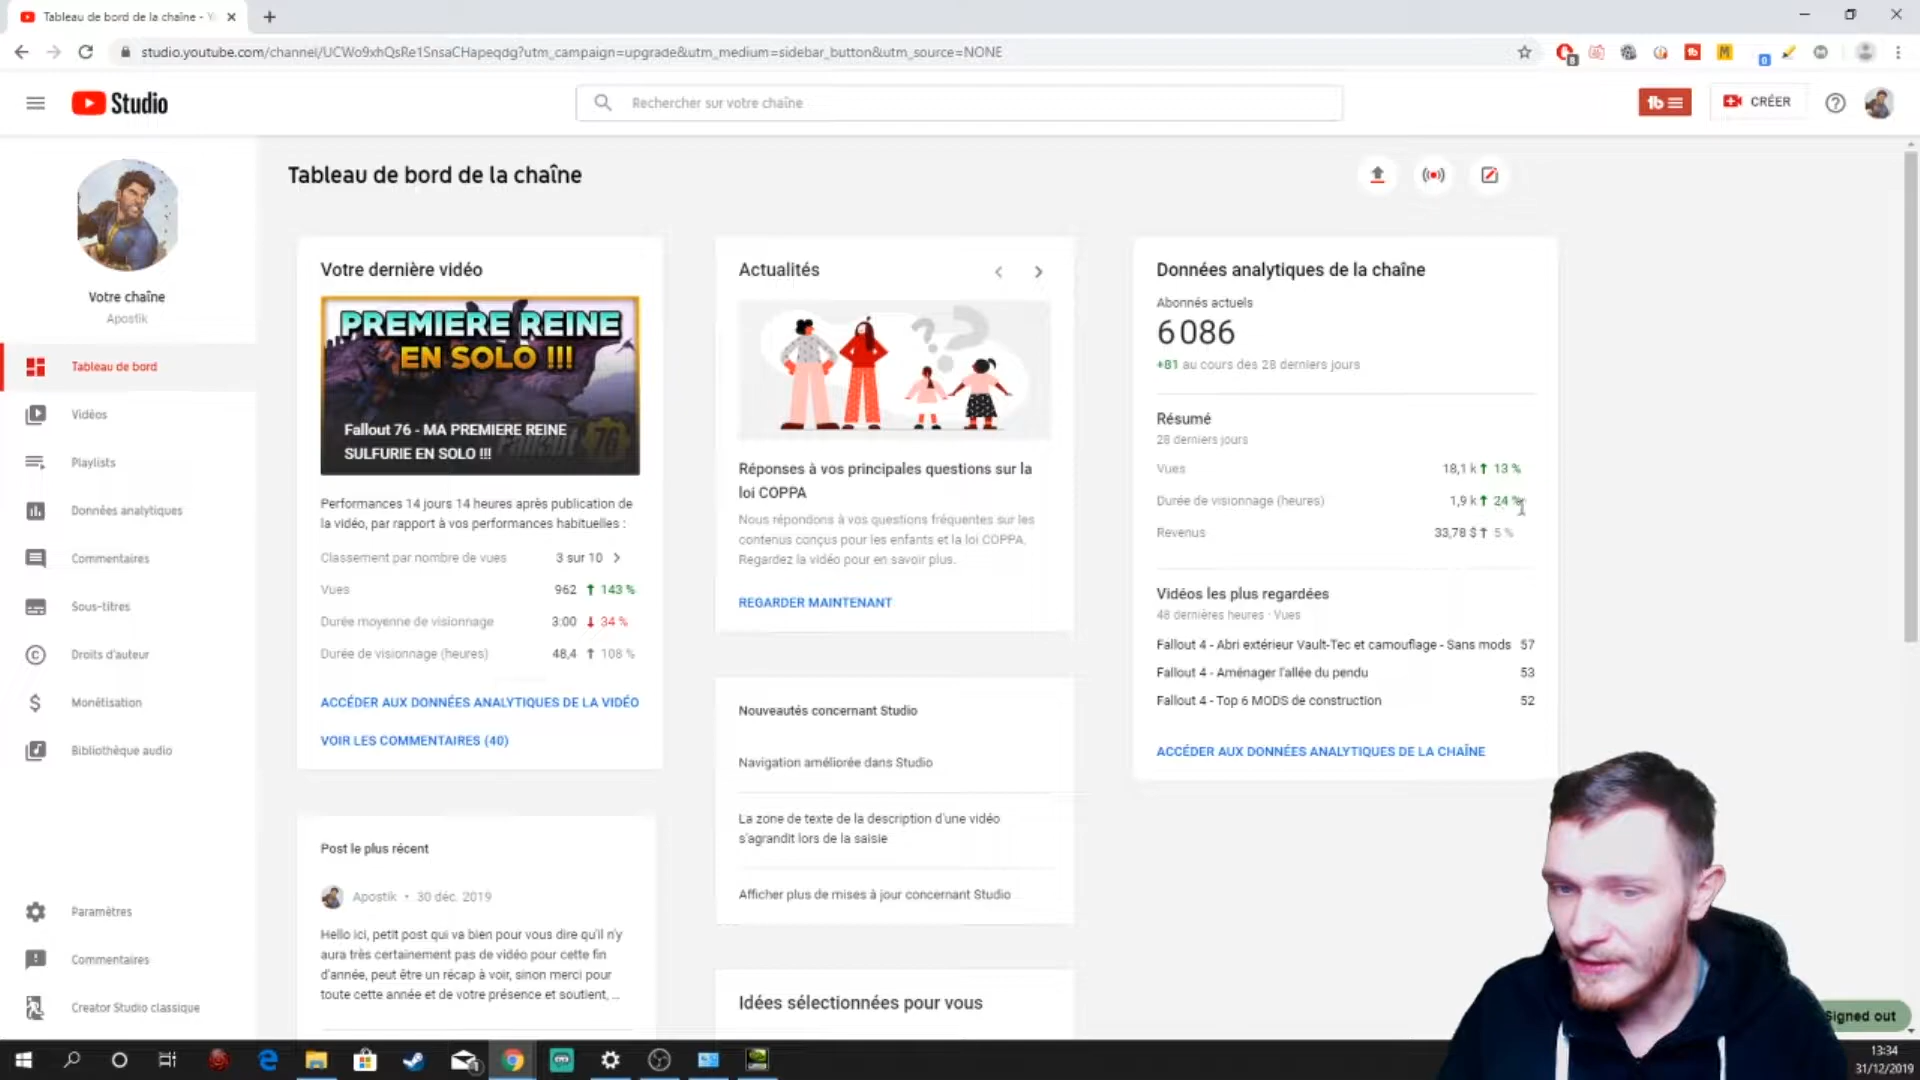 Tableau de bord de la chaîne - Y
studio.youtube.com/channel/UCWo9xhQsRe1SnsaCHapeqdg?utm_campaign=upgrade&utm_medium=sidebar_button&utm_source=NONE
Studio
Rechercher sur votre chaîne
CRÉER
Votre chaîne
Apostik
Tableau de bord
Vidéos
Playlists
Données analytiques
Commentaires
Sous-titres
Droits d'auteur
Monétisation
Bibliothèque audio
Paramètres
Commentaires
Creator Studio classique
Tableau de bord de la chaîne
Votre dernière vidéo
PREMIERE REINE
EN SOLO !!!
Fallout 76 - MA PREMIERE REINE
SULFURIE EN SOLO !!!
Performances 14 jours 14 heures après publication de
la vidéo, par rapport à vos performances habituelles :
Classement par nombre de vues 3 sur 10
Vues 962 143 %
Durée moyenne de visionnage 3:00 34 %
Durée de visionnage (heures) 48,4 108 %
ACCÉDER AUX DONNÉES ANALYTIQUES DE LA VIDÉO
VOIR LES COMMENTAIRES (40)
Post le plus récent
Apostik • 30 déc. 2019
Hello ici, petit post qui va bien pour vous dire qu'il n'y
aura très certainement pas de vidéo pour cette fin
d'année, peut être un récap à voir, sinon merci pour
toute cette année et de votre présence et soutient, ...
Actualités
Réponses à vos principales questions sur la
loi COPPA
Nous répondons à vos questions fréquentes sur les
contenus conçus pour les enfants et la loi COPPA.
Regardez la vidéo pour en savoir plus.
REGARDER MAINTENANT
Nouveautés concernant Studio
Navigation améliorée dans Studio
La zone de texte de la description d'une vidéo
s'agrandit lors de la saisie
Afficher plus de mises à jour concernant Studio
Idées sélectionnées pour vous
Données analytiques de la chaîne
Abonnés actuels
6 086
+81 au cours des 28 derniers jours
Résumé
28 derniers jours
Vues 18,1 k 13 %
Durée de visionnage (heures) 1,9 k 24 %
Revenus 33,78 $ 5 %
Vidéos les plus regardées
48 dernières heures · Vues
Fallout 4 - Abri extérieur Vault-Tec et camouflage - Sans mods 57
Fallout 4 - Aménager l'allée du pendu 53
Fallout 4 - Top 6 MODS de construction 52
ACCÉDER AUX DONNÉES ANALYTIQUES DE LA CHAÎNE
Signed out
13:34
31/12/2019